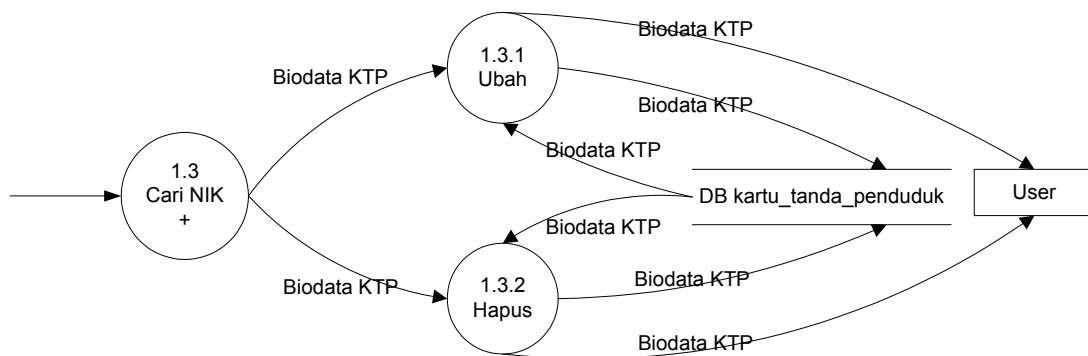 Biodata KTP
1.3.1
Ubah
Biodata KTP
Biodata KTP
Biodata KTP
1.3
Cari NIK
+
DB kartu_tanda_penduduk
User
Biodata KTP
Biodata KTP
1.3.2
Hapus
Biodata KTP
Biodata KTP